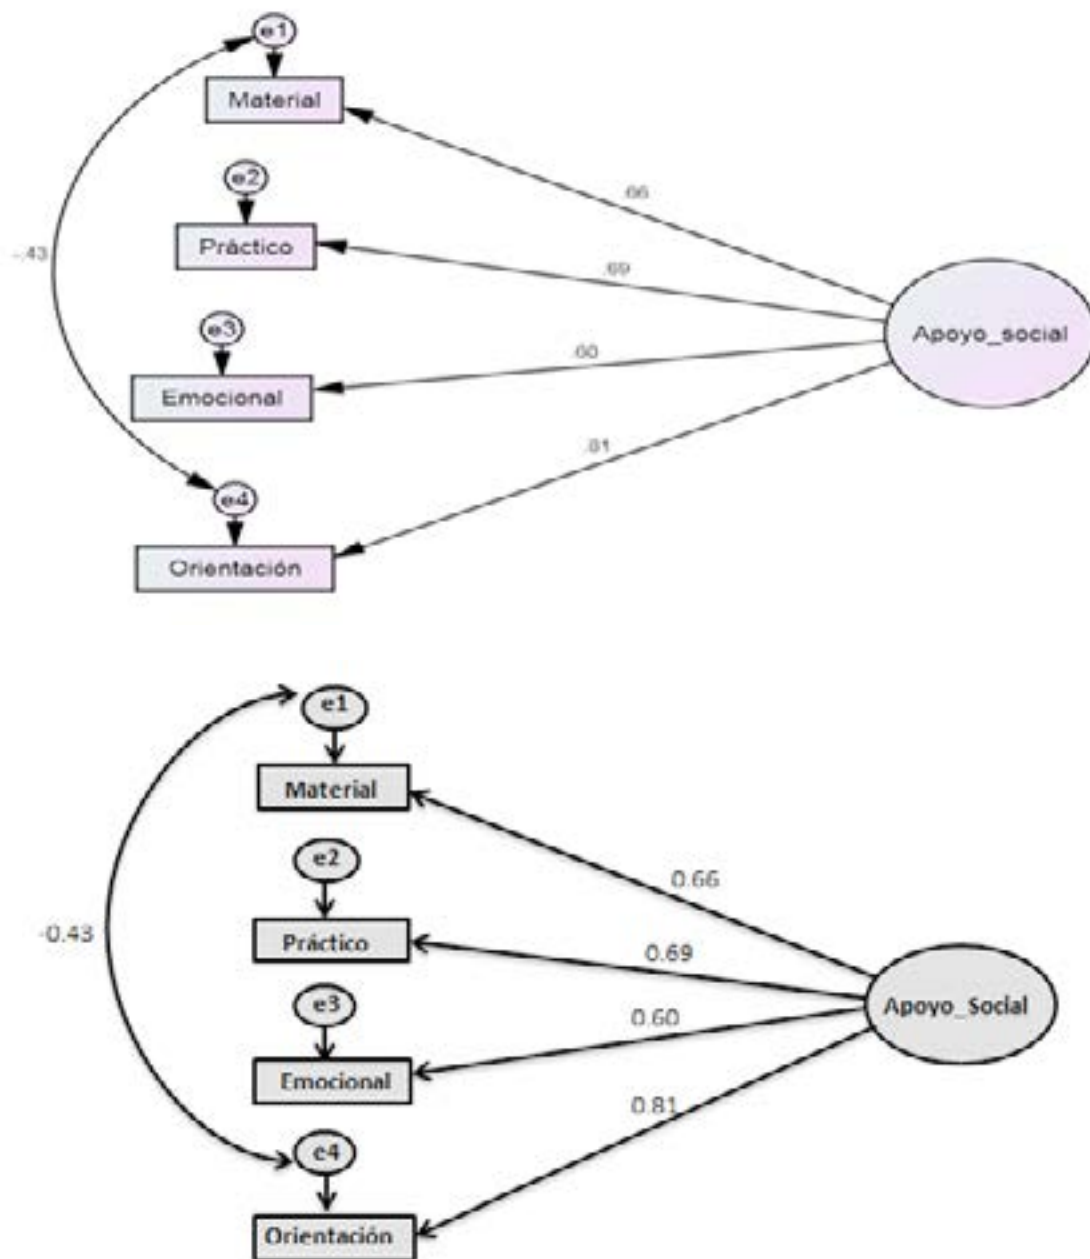 e1
Material
.66
e2
Práctico
-.43
.69
e3
Apoyo_social
.60
Emocional
.81
e4
Orientación
e1
Material
e2
0.66
-0.43
Práctico
0.69
e3
Apoyo_Social
0.60
Emocional
0.81
e4
Orientación